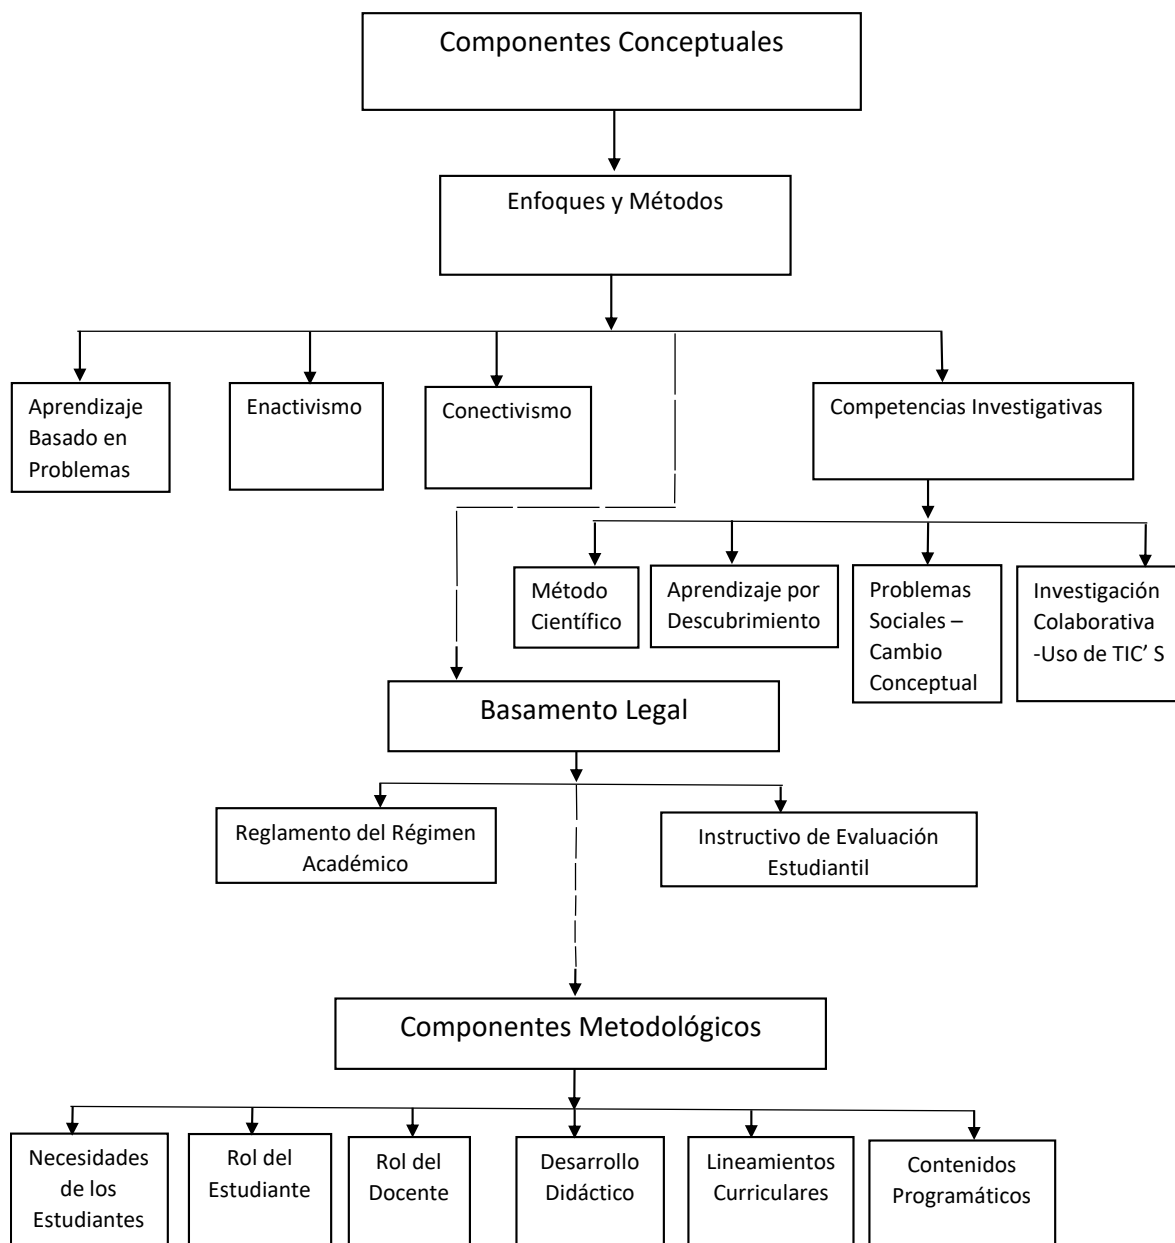 Componentes Conceptuales
Enfoques y Métodos
Aprendizaje
Basado en
Problemas
Enactivismo
Conectivismo
Competencias Investigativas
Método
Científico
Aprendizaje por
Descubrimiento
Problemas
Sociales –
Cambio
Conceptual
Investigación
Colaborativa
-Uso de TIC’ S
Basamento Legal
Reglamento del Régimen
Académico
Instructivo de Evaluación
Estudiantil
Componentes Metodológicos
Necesidades
de los
Estudiantes
Rol del
Estudiante
Rol del
Docente
Desarrollo
Didáctico
Lineamientos
Curriculares
Contenidos
Programáticos